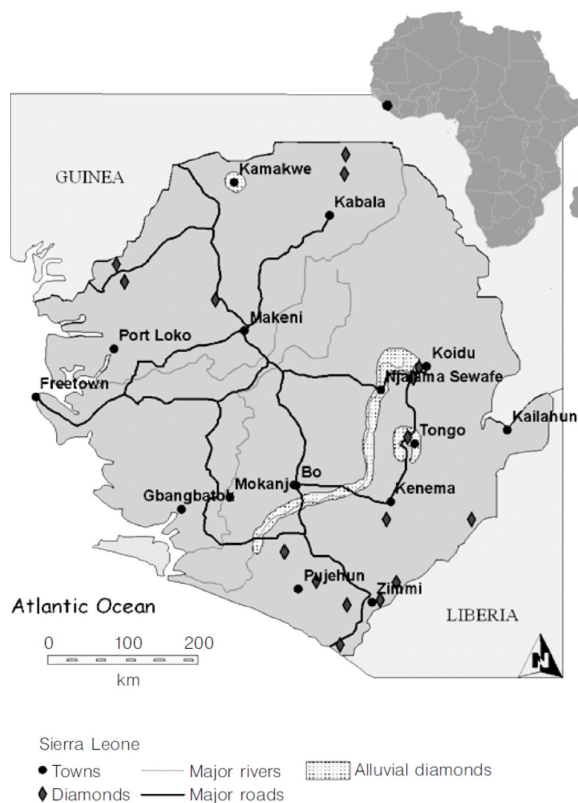 GUINEA
Kamakwe
Kabala
Makeni
Port Loko
Koidu
Njaiama Sewafe
Freetown
Kailahun
Tongo
Bo
Mokanji
Gbangbatok
Kenema
Pujehun
Zimmi
Atlantic Ocean
LIBERIA
0 100 200
km
N
Sierra Leone
Towns
Major rivers
Alluvial diamonds
Diamonds
Major roads